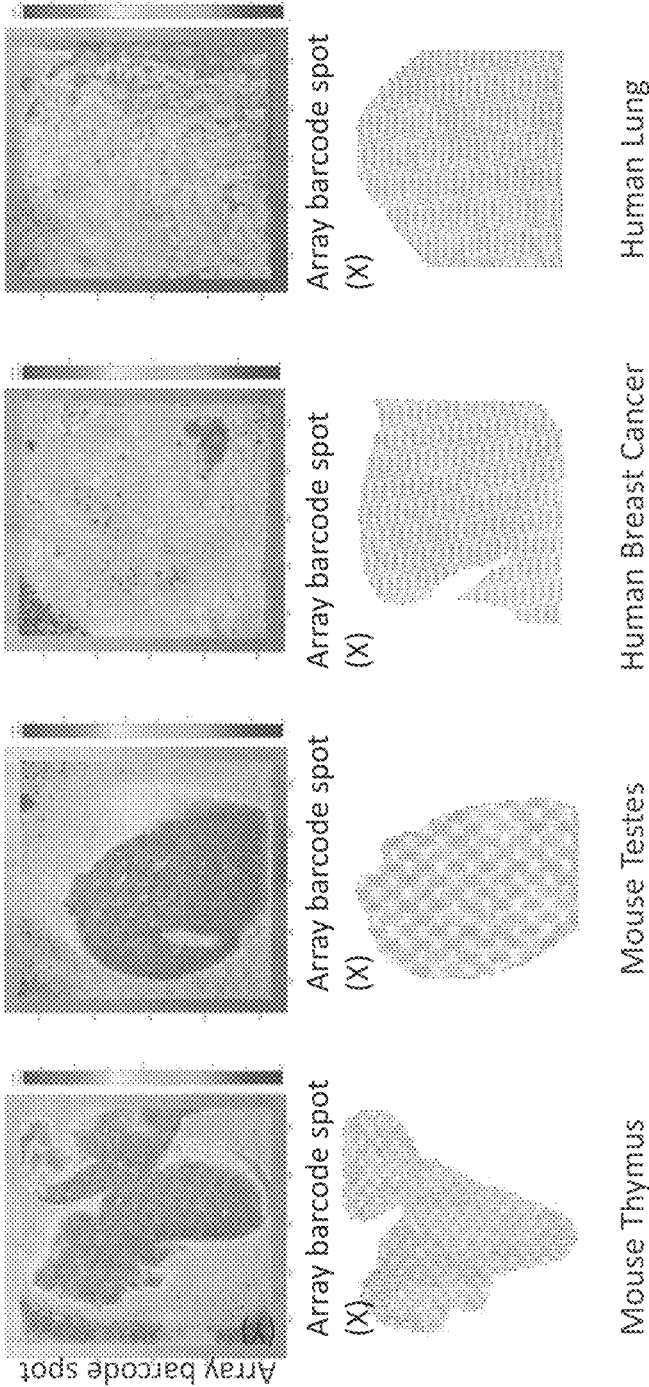 Array barcode spot
(X)
Array barcode spot
(X)
Mouse Thymus
Array barcode spot
(X)
Mouse Testes
Array barcode spot
(X)
Human Breast Cancer
Array barcode spot
(X)
Human Lung